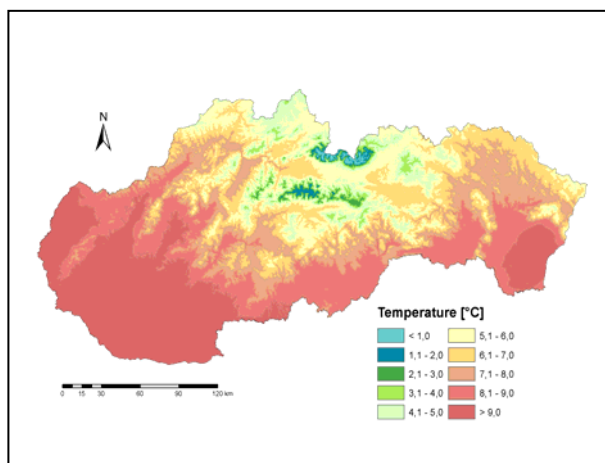 N
Temperature [°C]
< 1,0
1,1 - 2,0
2,1 - 3,0
3,1 - 4,0
4,1 - 5,0
5,1 - 6,0
6,1 - 7,0
7,1 - 8,0
8,1 - 9,0
> 9,0
0 15 30 60 90 120 km